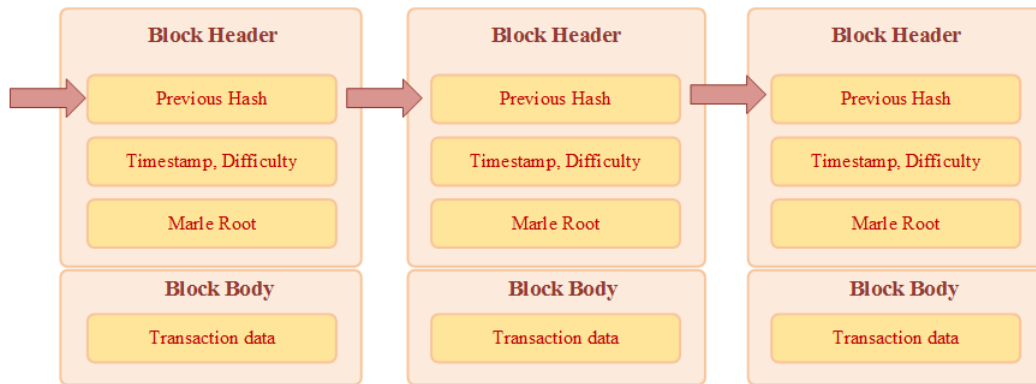 Block Header
Previous Hash
Timestamp, Difficulty
Marle Root
Block Body
Transaction data
Block Header
Previous Hash
Timestamp, Difficulty
Marle Root
Block Body
Transaction data
Block Header
Previous Hash
Timestamp, Difficulty
Marle Root
Block Body
Transaction data